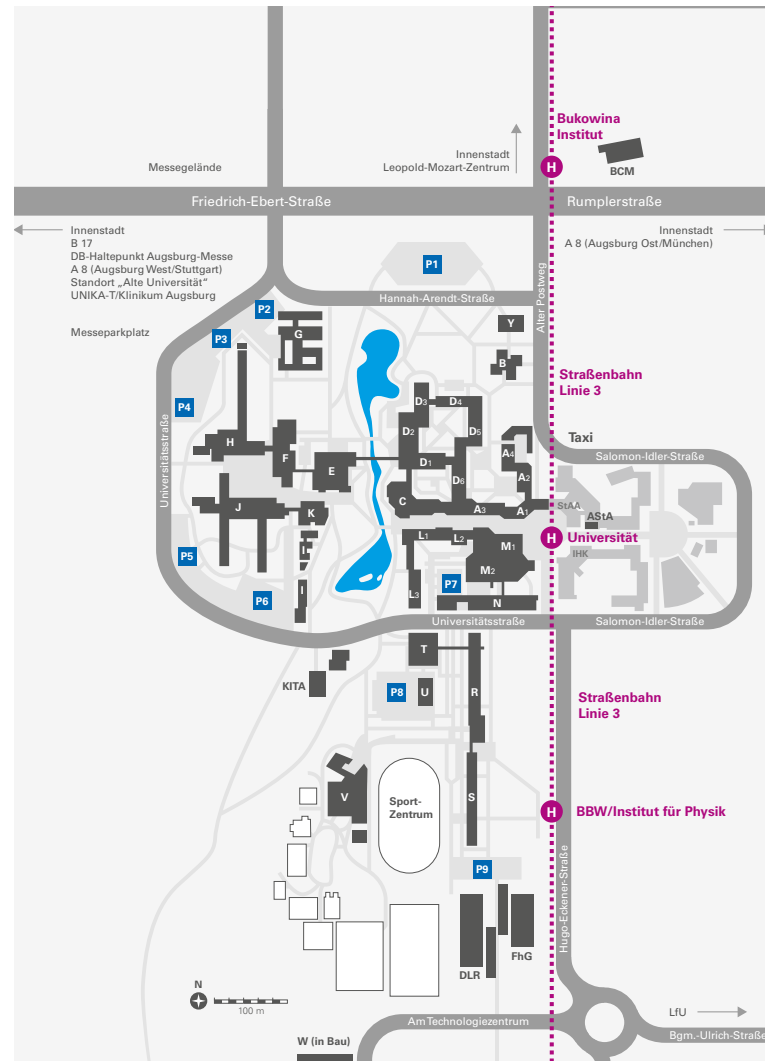 Bukowina
Institut
H
BCM
Innenstadt
Leopold-Mozart-Zentrum
Messegelände
Friedrich-Ebert-Straße
Rumplerstraße
Innenstadt
B 17
DB-Haltepunkt Augsburg-Messe
A 8 (Augsburg West/Stuttgart)
Standort „Alte Universität“
UNIKA-T/Klinikum Augsburg
Innenstadt
A 8 (Augsburg Ost/München)
P1
Hannah-Arendt-Straße
Alter Postweg
Messeparkplatz
P2
P3
G
Y
B
P4
Straßenbahn
Linie 3
D3
D4
D2
D5
H
F
E
D1
D6
A4
A2
Taxi
Salomon-Idler-Straße
Universitätsstraße
J
K
C
A3
A1
StAA
AStA
H
Universität
IHK
I
I
L1
L2
M1
M2
L3
P5
P6
P7
N
Universitätsstraße
Salomon-Idler-Straße
T
KITA
P8
U
R
Straßenbahn
Linie 3
V
Sport-
Zentrum
S
H
BBW/Institut für Physik
P9
Hugo-Eckener-Straße
DLR
FhG
N
100 m
Am Technologiezentrum
LfU
Bgm.-Ulrich-Straße
W (in Bau)